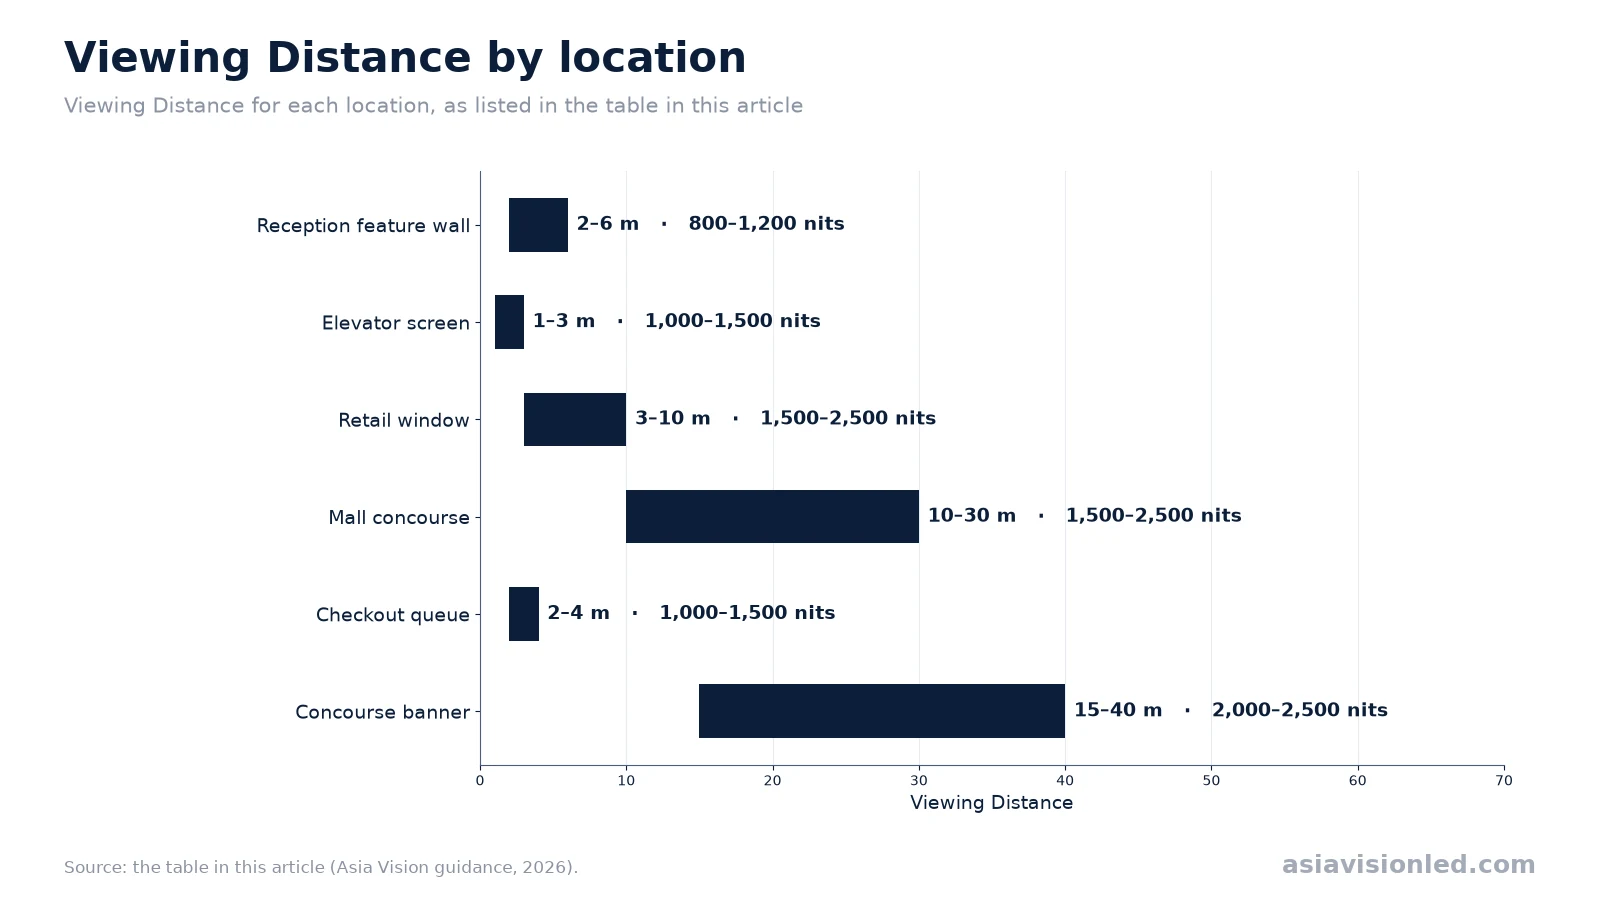 Viewing Distance by location
Viewing Distance for each location, as listed in the table in this article
Reception feature wall 2–6 m · 800–1,200 nits
Elevator screen 1–3 m · 1,000–1,500 nits
Retail window 3–10 m · 1,500–2,500 nits
Mall concourse 10–30 m · 1,500–2,500 nits
Checkout queue 2–4 m · 1,000–1,500 nits
Concourse banner 15–40 m · 2,000–2,500 nits
0 10 20 30 40 50 60 70
Viewing Distance
Source: the table in this article (Asia Vision guidance, 2026).
asiavisionled.com